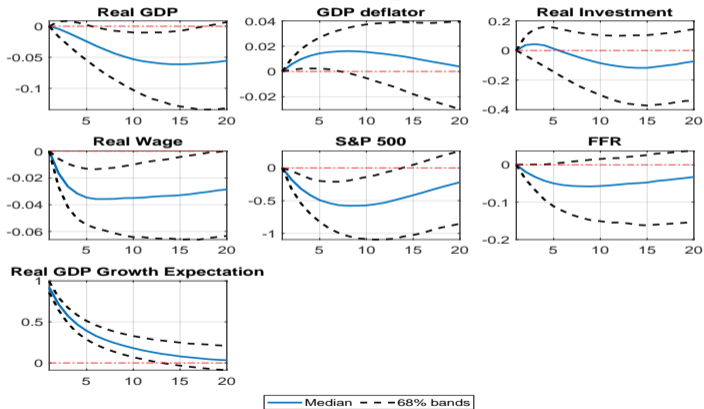 Real GDP
GDP deflator
Real Investment
0
-0.05
-0.1
5 10 15 20
0.04
0.02
0
-0.02
5 10 15 20
0.2
0
-0.2
-0.4
5 10 15 20
Real Wage
S&P 500
FFR
0
-0.02
-0.04
-0.06
5 10 15 20
0
-0.5
-1
5 10 15 20
0
-0.1
-0.2
5 10 15 20
Real GDP Growth Expectation
1
0.5
0
5 10 15 20
Median 68% bands